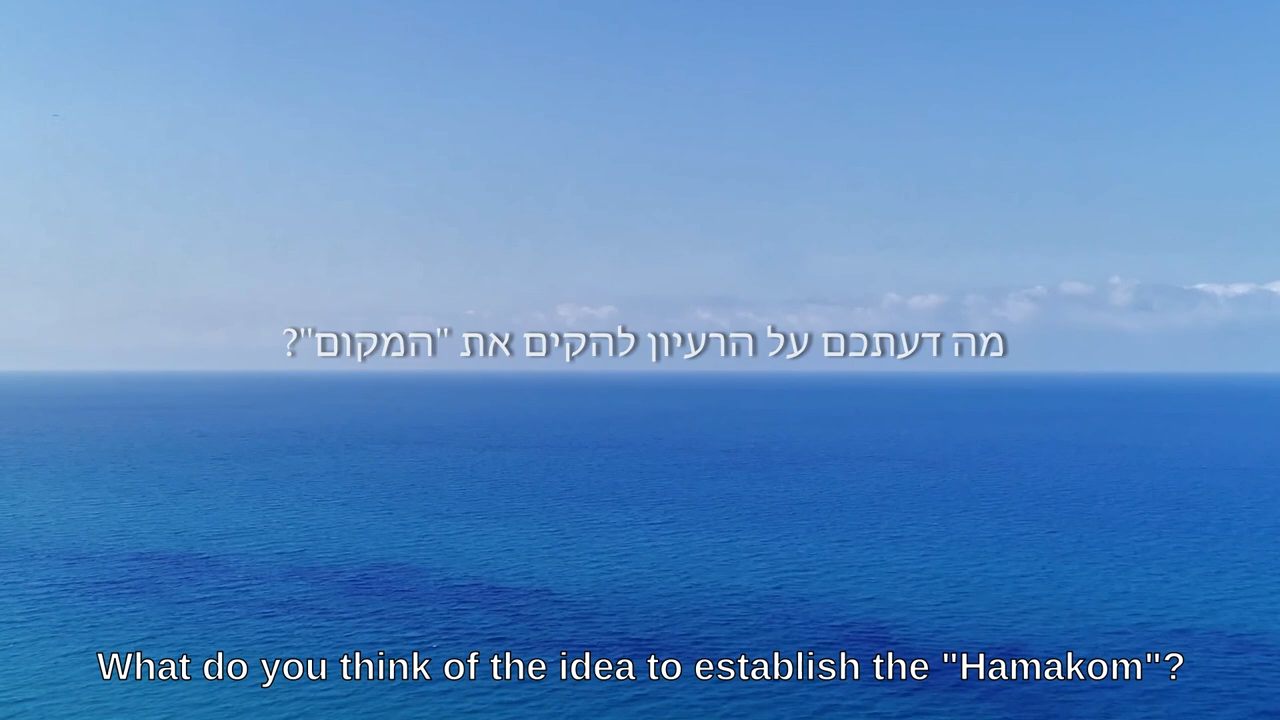 מה דעתכם על הרעיון להקים את "המקום"?
What do you think of the idea to establish the "Hamakom"?